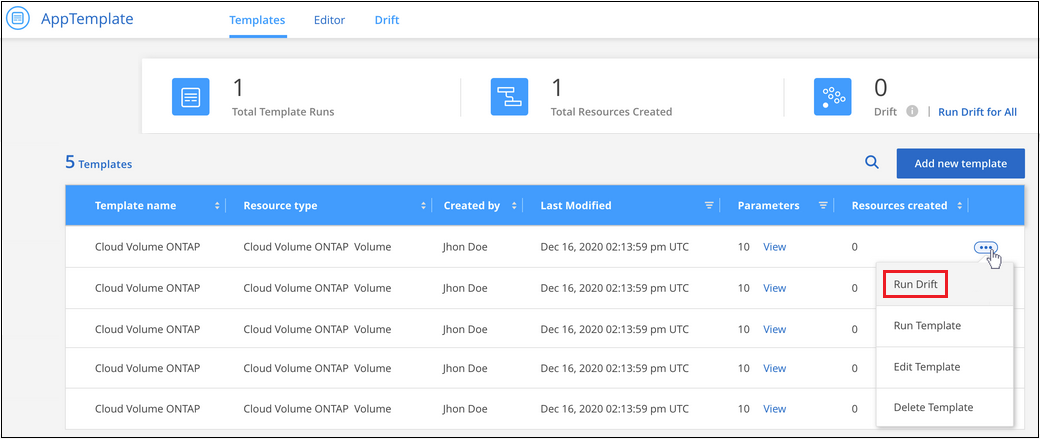 AppTemplate Templates Editor Drift
1 1 0
Total Template Runs Total Resources Created Drift i | Run Drift for All
5 Templates Add new template
Template name Resource type Created by Last Modified Parameters Resources created
Cloud Volume ONTAP Cloud Volume ONTAP Volume Jhon Doe Dec 16, 2020 02:13:59 pm UTC 10 View 0
Cloud Volume ONTAP Cloud Volume ONTAP Volume Jhon Doe Dec 16, 2020 02:13:59 pm UTC 10 View 0 Run Drift
Cloud Volume ONTAP Cloud Volume ONTAP Volume Jhon Doe Dec 16, 2020 02:13:59 pm UTC 10 View 0 Run Template
Cloud Volume ONTAP Cloud Volume ONTAP Volume Jhon Doe Dec 16, 2020 02:13:59 pm UTC 10 View 0 Edit Template
Cloud Volume ONTAP Cloud Volume ONTAP Volume Jhon Doe Dec 16, 2020 02:13:59 pm UTC 10 View 0 Delete Template